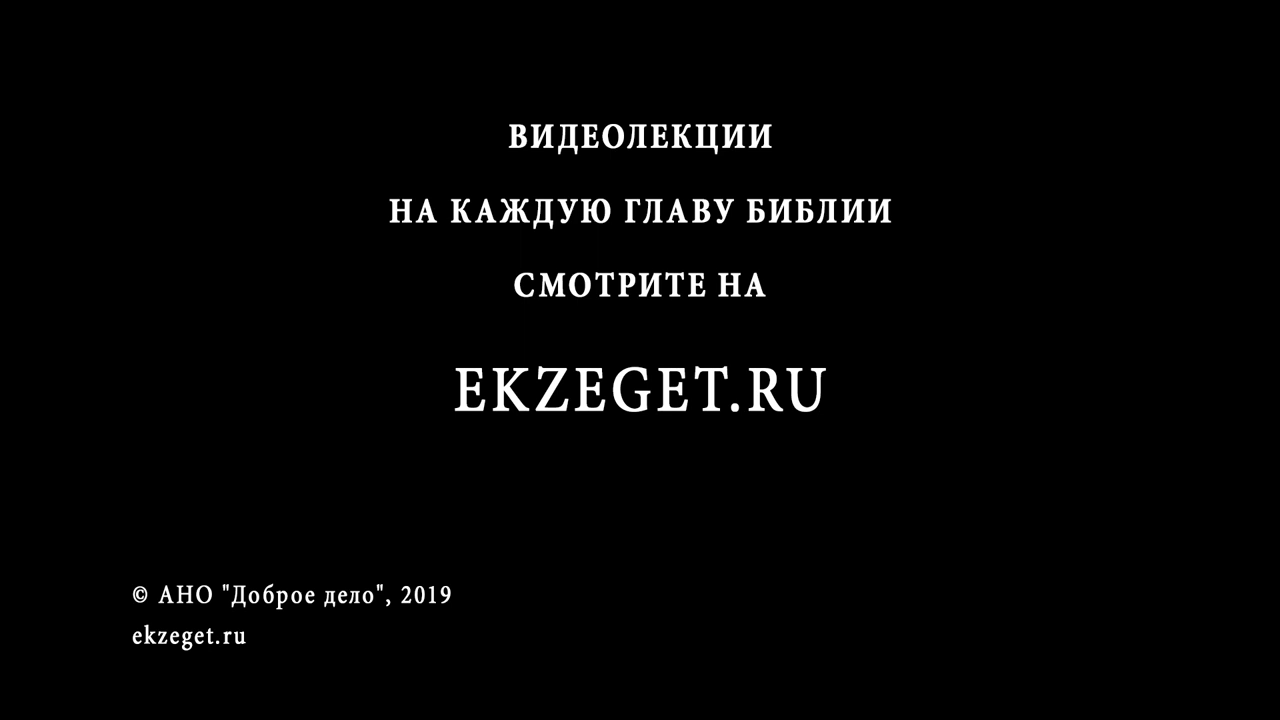 ВИДЕОЛЕКЦИИ
НА КАЖДУЮ ГЛАВУ БИБЛИИ
СМОТРИТЕ НА
EKZEGET.RU
© АНО "Доброе дело", 2019
ekzeget.ru